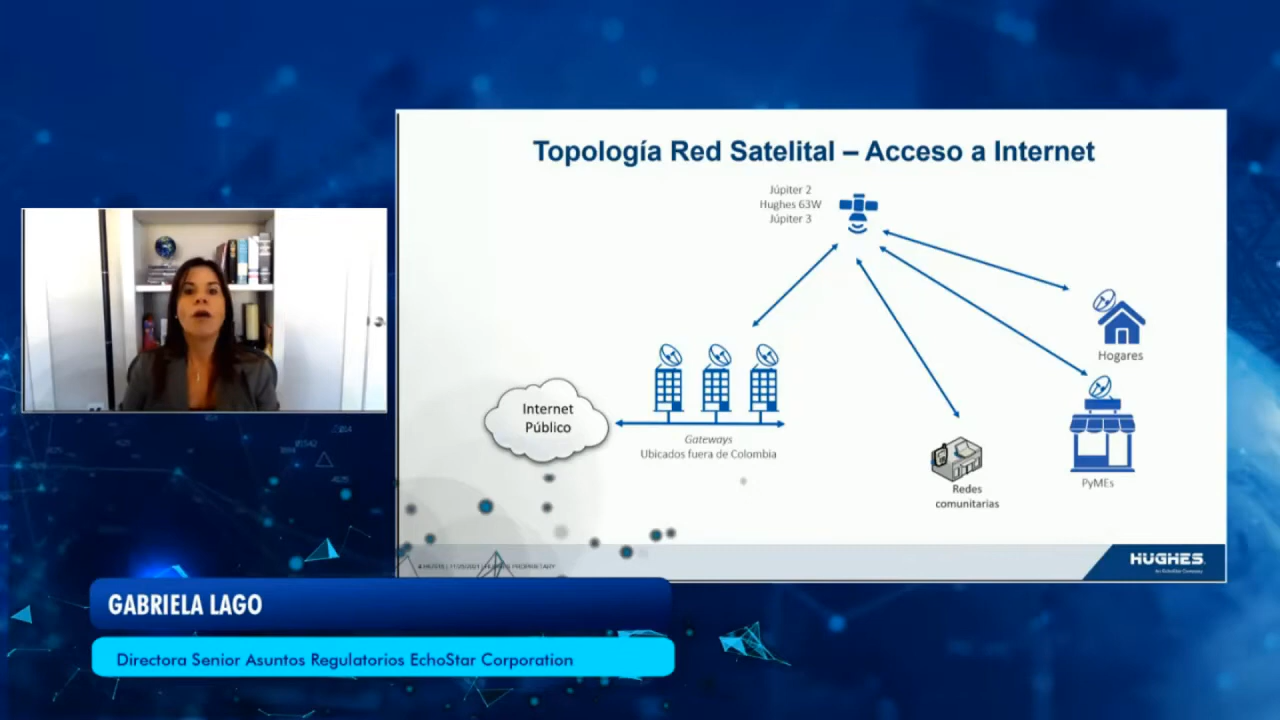 Topología Red Satelital – Acceso a Internet
Júpiter 2
Hughes 63W
Júpiter 3
Hogares
Internet
Público
Gateways
Ubicados fuera de Colombia
PyMEs
Redes
comunitarias
HUGHES
GABRIELA LAGO
Directora Senior Asuntos Regulatorios EchoStar Corporation